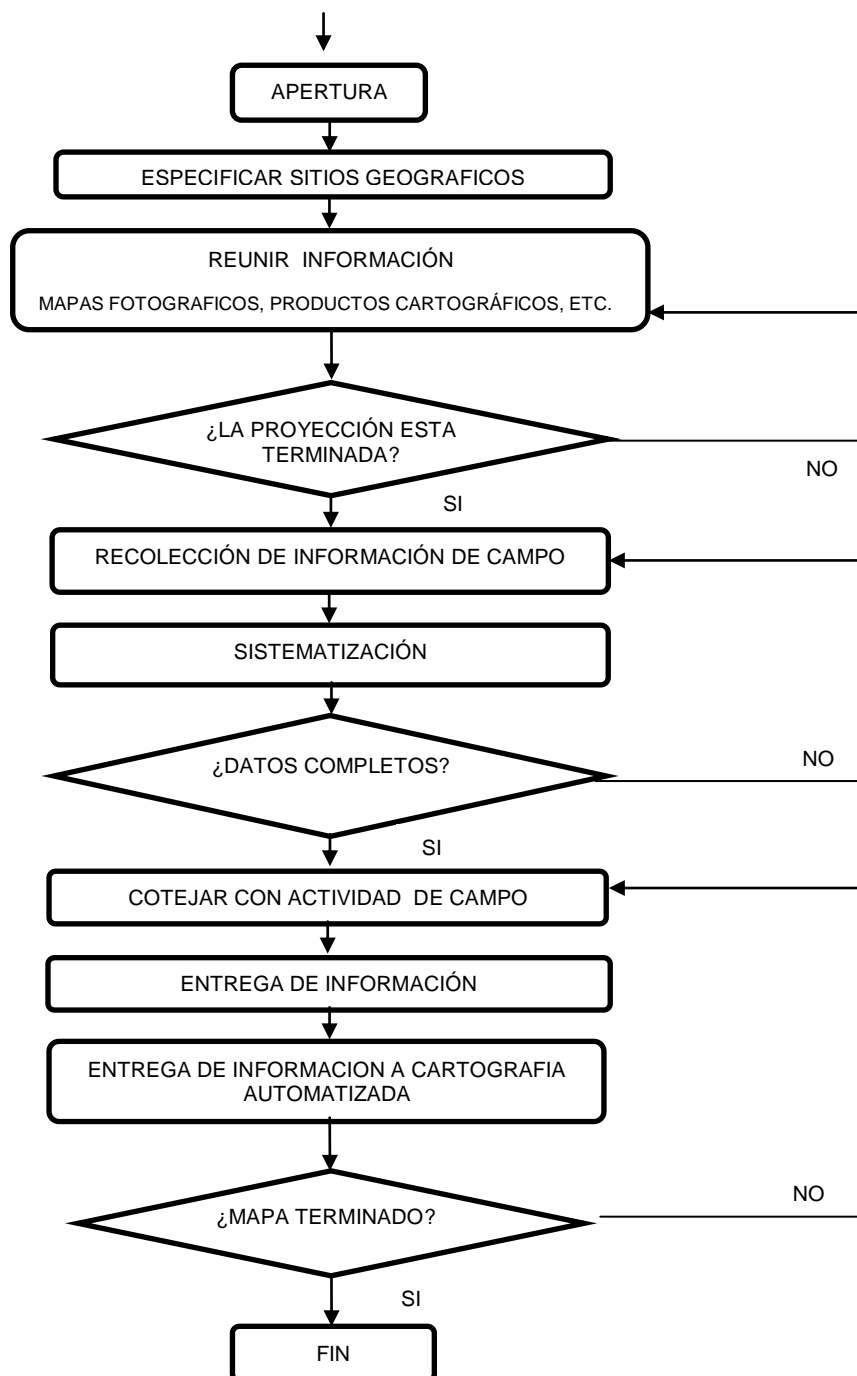 APERTURA
ESPECIFICAR SITIOS GEOGRAFICOS
REUNIR INFORMACIÓN
MAPAS FOTOGRAFICOS, PRODUCTOS CARTOGRÁFICOS, ETC.
¿LA PROYECCIÓN ESTA
TERMINADA?
NO
SI
RECOLECCIÓN DE INFORMACIÓN DE CAMPO
SISTEMATIZACIÓN
¿DATOS COMPLETOS?
NO
SI
COTEJAR CON ACTIVIDAD DE CAMPO
ENTREGA DE INFORMACIÓN
ENTREGA DE INFORMACION A CARTOGRAFIA
AUTOMATIZADA
¿MAPA TERMINADO?
NO
SI
FIN